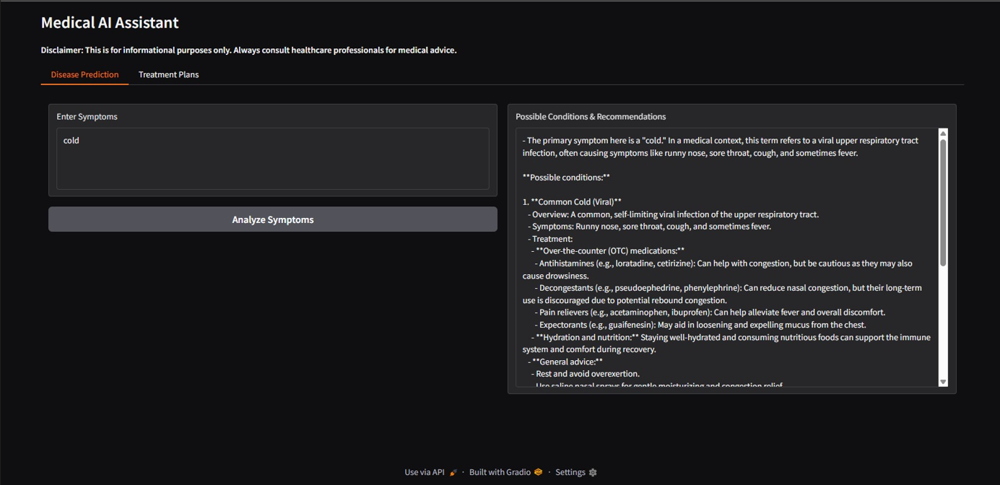 Medical AI Assistant
Disclaimer: This is for informational purposes only. Always consult healthcare professionals for medical advice.
Disease Prediction
Treatment Plans
Enter Symptoms
cold
Analyze Symptoms
Possible Conditions & Recommendations
- The primary symptom here is a "cold." In a medical context, this term refers to a viral upper respiratory tract
infection, often causing symptoms like runny nose, sore throat, cough, and sometimes fever.
**Possible conditions:**
1. **Common Cold (Viral)**
- Overview: A common, self-limiting viral infection of the upper respiratory tract.
- Symptoms: Runny nose, sore throat, cough, and sometimes fever.
- Treatment:
- **Over-the-counter (OTC) medications:**
- Antihistamines (e.g., loratadine, cetirizine): Can help with congestion, but be cautious as they may also
cause drowsiness.
- Decongestants (e.g., pseudoephedrine, phenylephrine): Can reduce nasal congestion, but their long-term
use is discouraged due to potential rebound congestion.
- Pain relievers (e.g., acetaminophen, ibuprofen): Can help alleviate fever and overall discomfort.
- Expectorants (e.g., guaifenesin): May aid in loosening and expelling mucus from the chest.
- **Hydration and nutrition:** Staying well-hydrated and consuming nutritious foods can support the immune
system and comfort during recovery.
- **General advice:**
- Rest and avoid overexertion.
- Use saline nasal sprays for gentle moisturizing and congestion relief.
Use via API · Built with Gradio · Settings